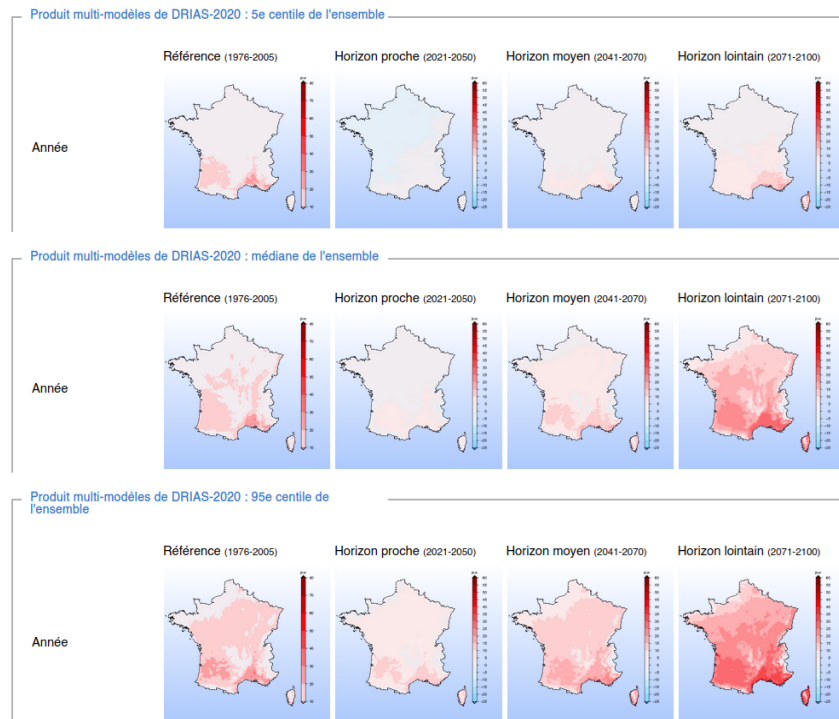 Produit multi-modèles de DRIAS-2020 : 5e centile de l'ensemble
Référence (1976-2005)
Horizon proche (2021-2050)
Horizon moyen (2041-2070)
Horizon lointain (2071-2100)
Année
Produit multi-modèles de DRIAS-2020 : médiane de l'ensemble
Référence (1976-2005)
Horizon proche (2021-2050)
Horizon moyen (2041-2070)
Horizon lointain (2071-2100)
Année
Produit multi-modèles de DRIAS-2020 : 95e centile de
l'ensemble
Référence (1976-2005)
Horizon proche (2021-2050)
Horizon moyen (2041-2070)
Horizon lointain (2071-2100)
Année